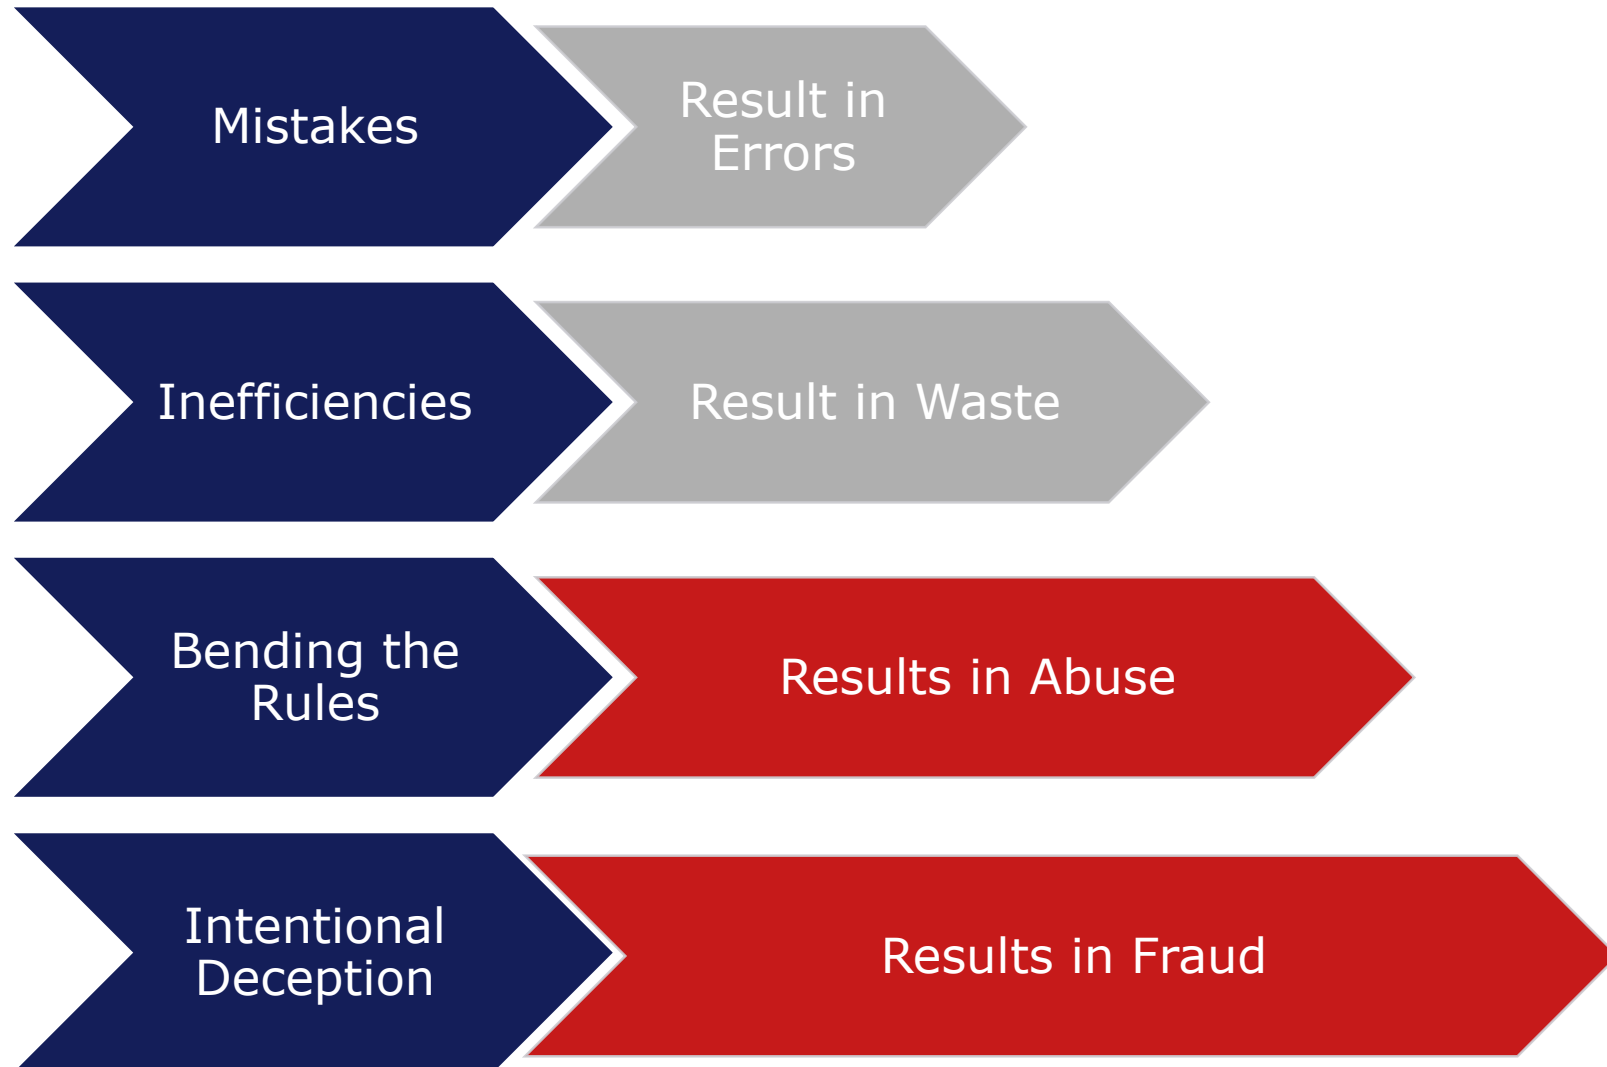 Mistakes
Result in
Errors
Inefficiencies
Result in Waste
Bending the
Rules
Results in Abuse
Intentional
Deception
Results in Fraud